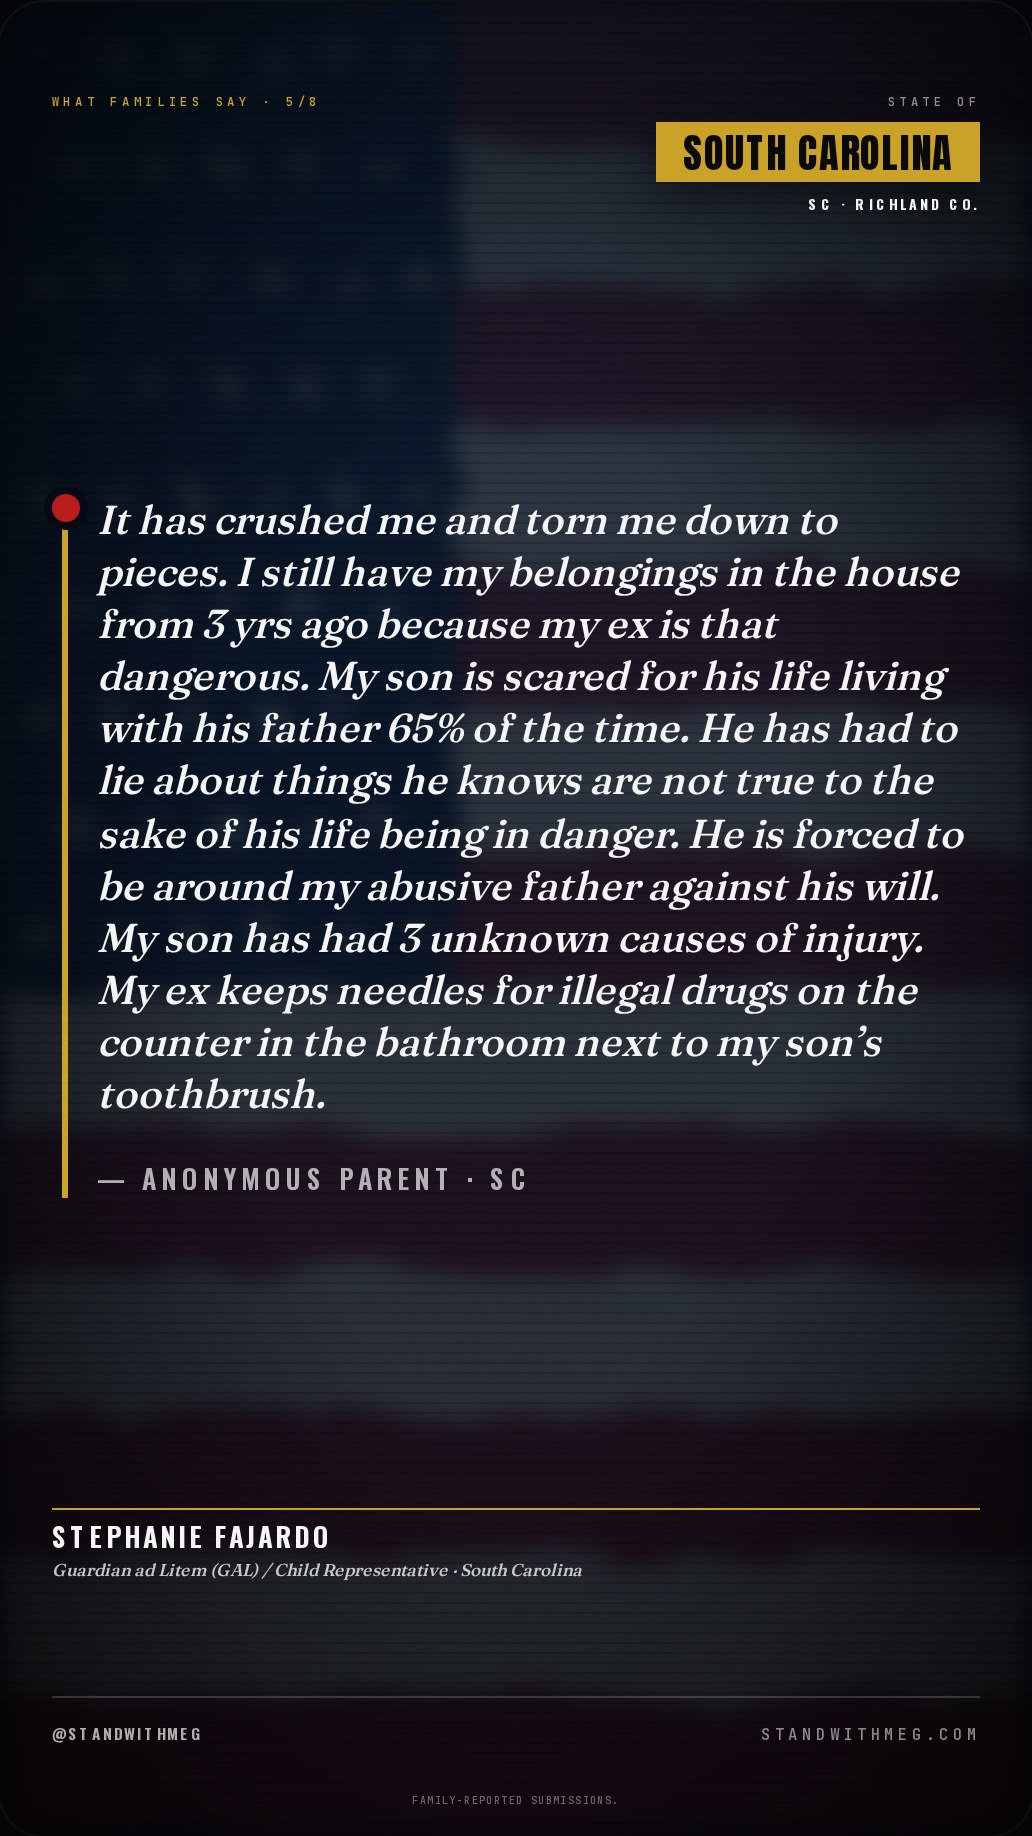 WHAT FAMILIES SAY · 5/8
STATE OF
SOUTH CAROLINA
SC · RICHLAND CO.
It has crushed me and torn me down to
pieces. I still have my belongings in the house
from 3 yrs ago because my ex is that
dangerous. My son is scared for his life living
with his father 65% of the time. He has had to
lie about things he knows are not true to the
sake of his life being in danger. He is forced to
be around my abusive father against his will.
My son has had 3 unknown causes of injury.
My ex keeps needles for illegal drugs on the
counter in the bathroom next to my son’s
toothbrush.
— ANONYMOUS PARENT · SC
STEPHANIE FAJARDO
Guardian ad Litem (GAL) / Child Representative · South Carolina
@STANDWITHMEG
STANDWITHMEG.COM
FAMILY-REPORTED SUBMISSIONS.